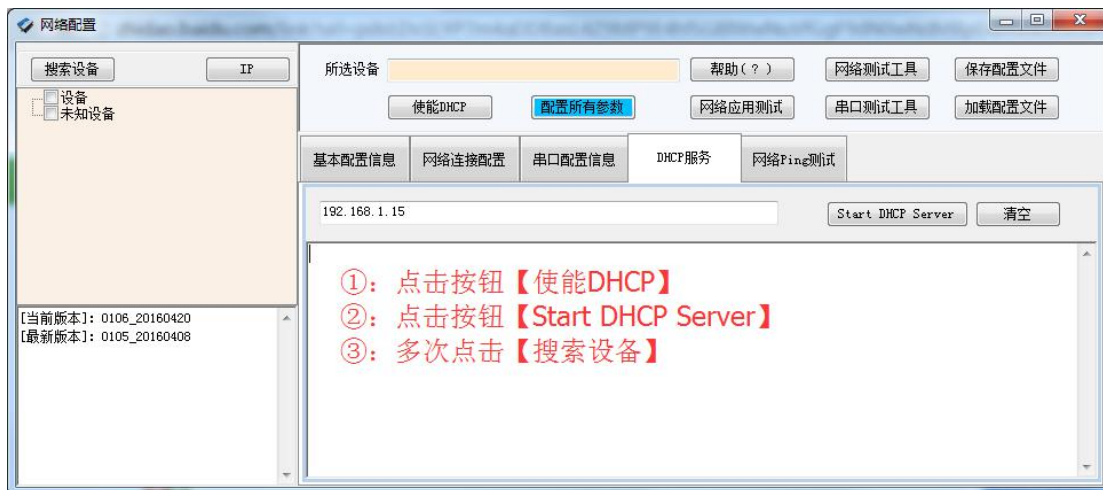 网络配置
搜索设备
IP
设备
未知设备
[当前版本]: 0106_20160420
[最新版本]: 0105_20160408
所选设备
帮助(?)
网络测试工具
保存配置文件
使能DHCP
配置所有参数
网络应用测试
串口测试工具
加载配置文件
基本配置信息
网络连接配置
串口配置信息
DHCP服务
网络Ping测试
192.168.1.15
Start DHCP Server
清空
①：点击按钮【使能DHCP】
②：点击按钮【Start DHCP Server】
③：多次点击【搜索设备】